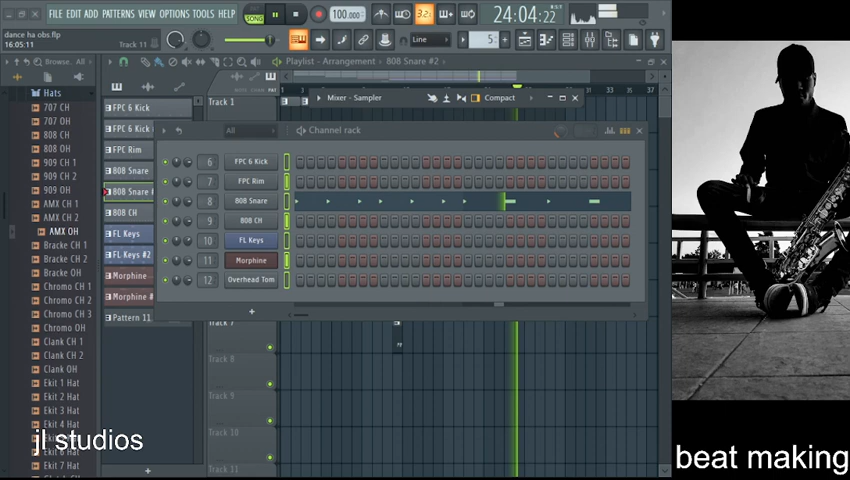 FILE EDIT ADD PATTERNS VIEW OPTIONS TOOLS HELP
SONG
100.000
3.2
24:04:22
dance ha obs.flp
16:05:11
Track 11
Line
5
Browse
All
Playlist - Arrangement
808 Snare #2
Hats
707 CH
707 OH
808 CH
808 OH
909 CH 1
909 CH 2
909 OH
AMX CH 1
AMX CH 2
AMX OH
Bracke CH 1
Bracke CH 2
Bracke OH
Chromo CH 1
Chromo CH 2
Chromo CH 3
Chromo OH
Clank CH 1
Clank CH 2
Clank OH
Ekit 1 Hat
Ekit 2 Hat
Ekit 3 Hat
Ekit 4 Hat
Ekit 7 Hat
FPC 6 Kick
FPC 6 Kick
FPC Rim
808 Snare
808 Snare #
808 CH
FL Keys
FL Keys #2
Morphine
Morphine #
Pattern 11
Track 1
Mixer - Sampler
Compact
All
Channel rack
6
FPC 6 Kick
7
FPC Rim
8
808 Snare
9
808 CH
10
FL Keys
11
Morphine
12
Overhead Tom
Track 7
Track 8
Track 9
Track 10
Track 11
33
37
jl studios
beat making